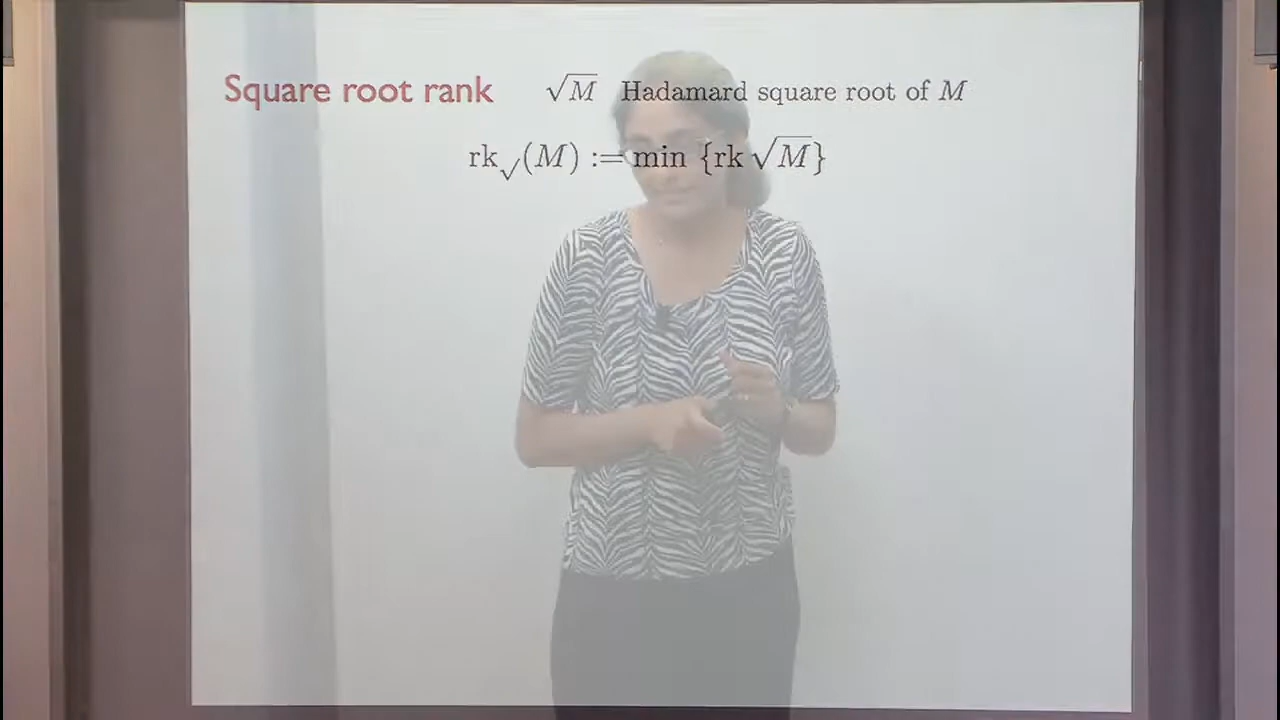 Square root rank √M Hadamard square root of M
rk√(M) := min {rk √M}